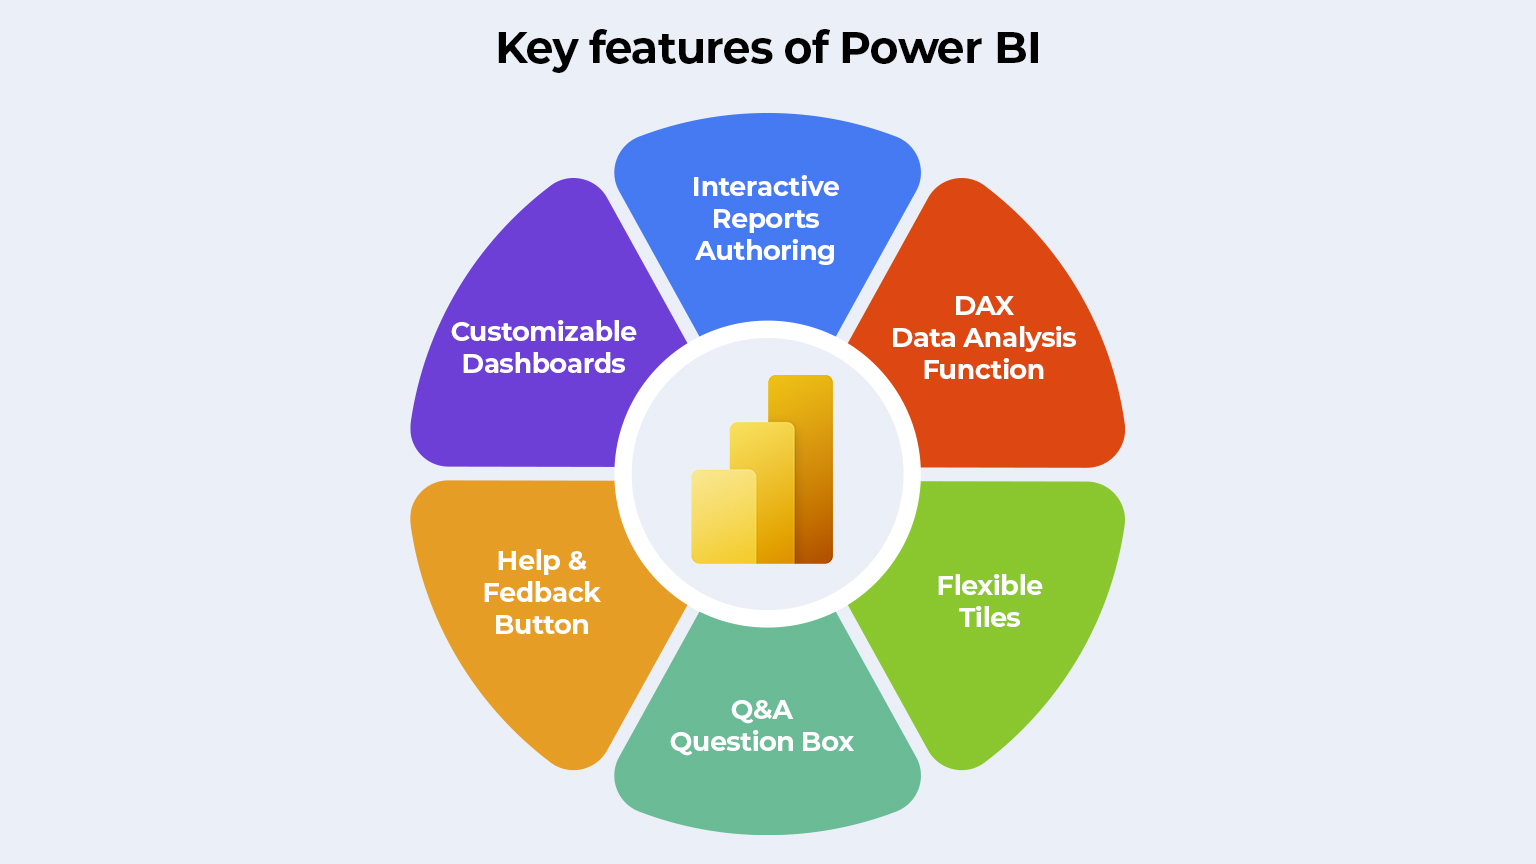 Key features of Power BI
Interactive
Reports
Authoring
DAX
Data Analysis
Function
Flexible
Tiles
Q&A
Question Box
Help &
Fedback
Button
Customizable
Dashboards